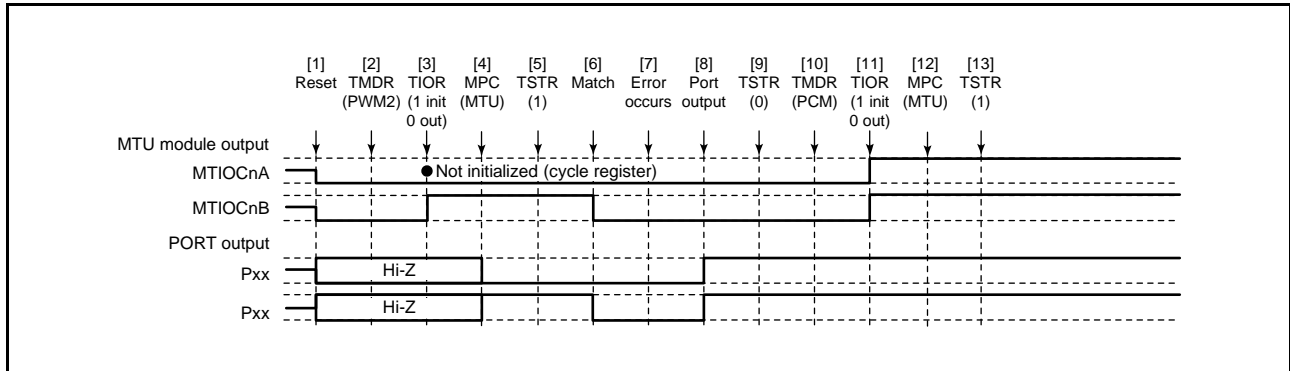 [1] [2] [3] [4] [5] [6] [7] [8] [9] [10] [11] [12] [13]
Reset TMDR TIOR MPC TSTR Match Error Port TSTR TMDR TIOR MPC TSTR
(PWM2) (1 init (MTU) (1) occurs output (0) (PCM) (1 init (MTU) (1)
0 out) 0 out)
MTU module output
MTIOCnA Not initialized (cycle register)
MTIOCnB
PORT output
Pxx Hi-Z
Pxx Hi-Z